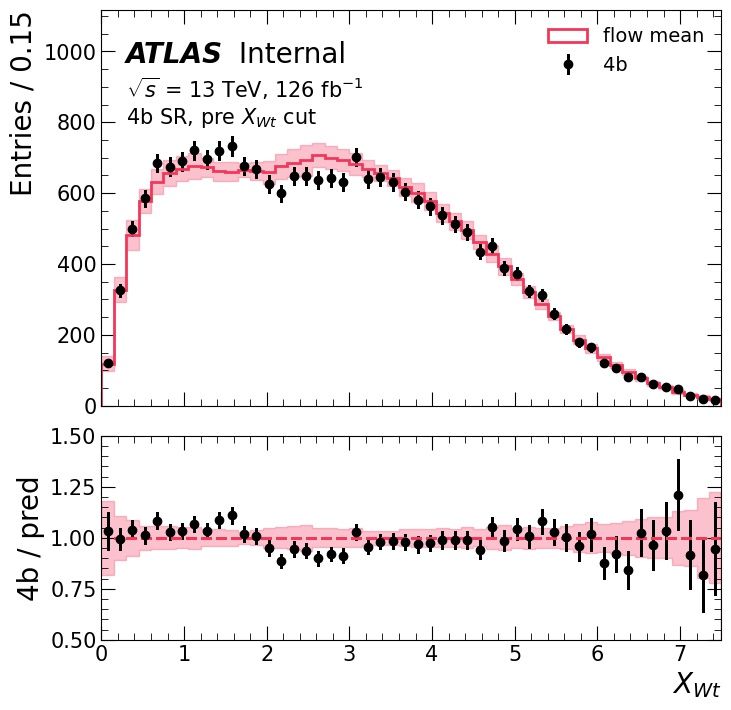 Entries / 0.15
1000
800
600
400
200
0
ATLAS Internal
√s = 13 TeV, 126 fb⁻¹
4b SR, pre X_Wt cut
flow mean
4b
4b / pred
1.50
1.25
1.00
0.75
0.50
0 1 2 3 4 5 6 7
X_Wt